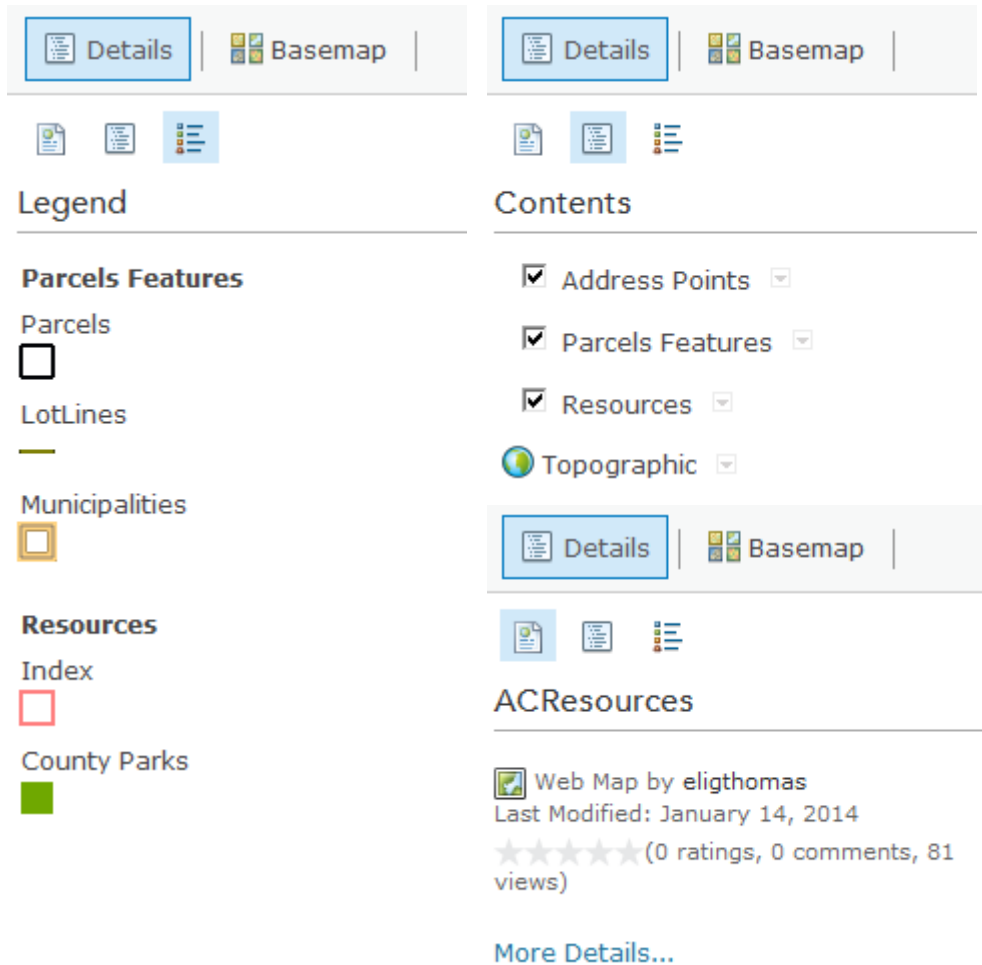 Details
Basemap
Legend
Parcels Features
Parcels
LotLines
Municipalities
Resources
Index
County Parks
Details
Basemap
Contents
Address Points
Parcels Features
Resources
Topographic
Details
Basemap
ACResources
Web Map by eligthomas
Last Modified: January 14, 2014
(0 ratings, 0 comments, 81
views)
More Details...